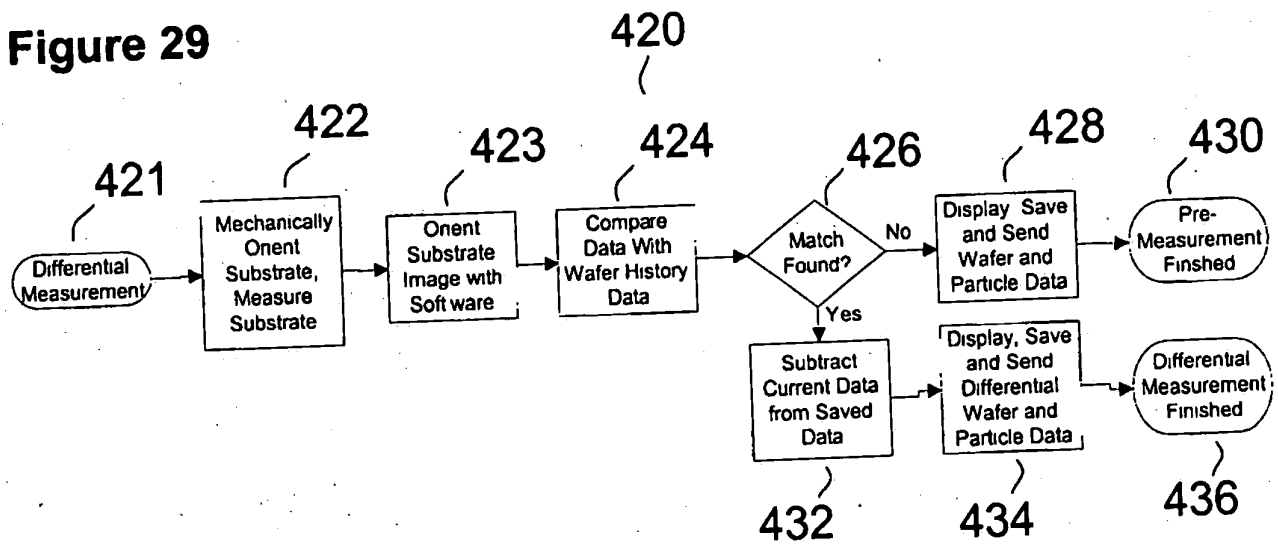 Figure 29
420
422
423
424
426
428
430
421
Differential
Measurement
Mechanically
Onent
Substrate,
Measure
Substrate
Onent
Substrate
Image with
Soft ware
Compare
Data With
Wafer History
Data
Match
Found?
No
Display Save
and Send
Wafer and
Particle Data
Pre-
Measurement
Finshed
Yes
Subtract
Current Data
from Saved
Data
Display, Save
and Send
Differential
Wafer and
Particle Data
Differential
Measurement
Finished
432
434
436